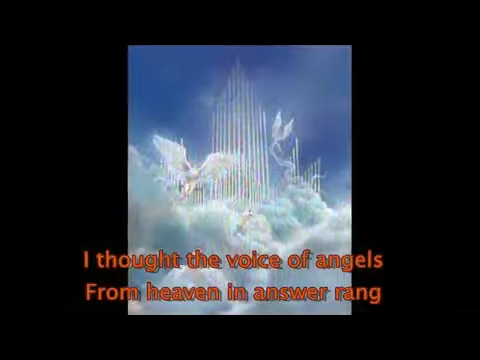 I thought the voice of angels
From heaven in answer rang